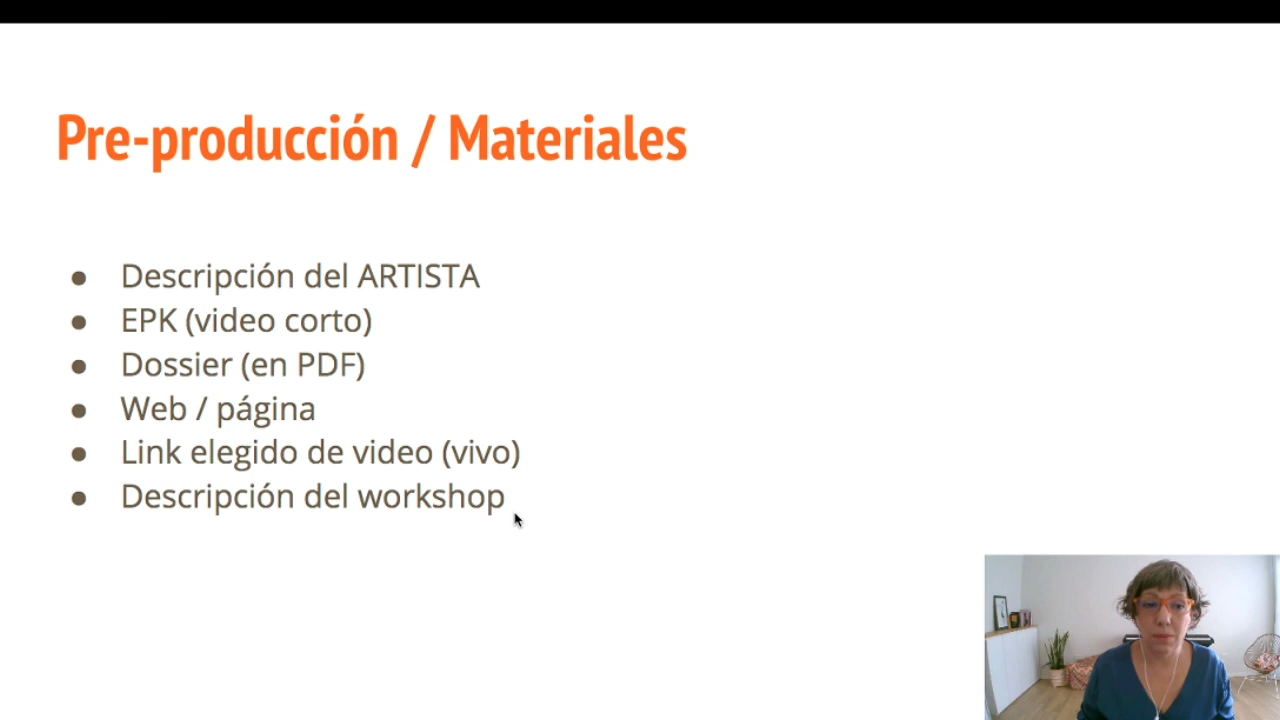 Pre-producción / Materiales
● Descripción del ARTISTA
● EPK (video corto)
● Dossier (en PDF)
● Web / página
● Link elegido de video (vivo)
● Descripción del workshop